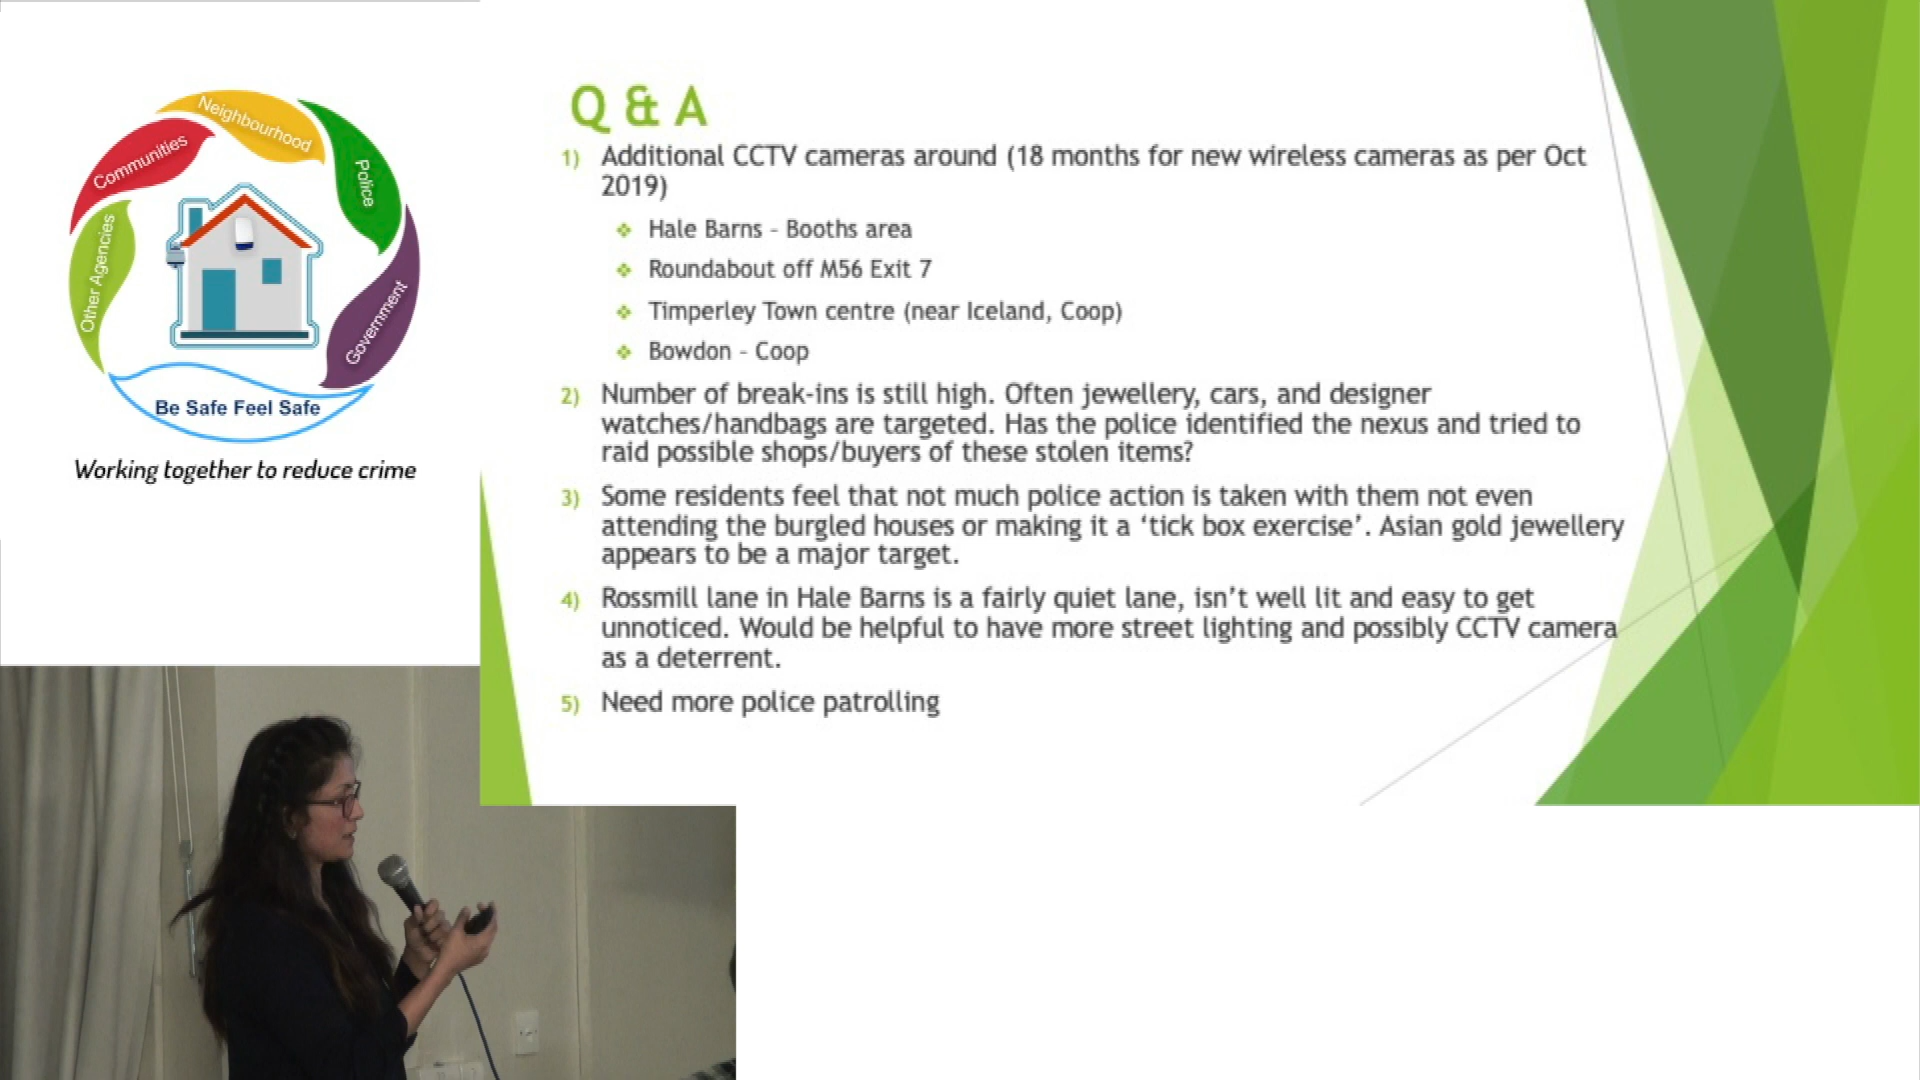 Neighbourhood
Communities
Police
Other Agencies
Government
Be Safe Feel Safe
Working together to reduce crime
Q & A
1) Additional CCTV cameras around (18 months for new wireless cameras as per Oct
2019)
❖ Hale Barns – Booths area
❖ Roundabout off M56 Exit 7
❖ Timperley Town centre (near Iceland, Coop)
❖ Bowdon – Coop
2) Number of break-ins is still high. Often jewellery, cars, and designer
watches/handbags are targeted. Has the police identified the nexus and tried to
raid possible shops/buyers of these stolen items?
3) Some residents feel that not much police action is taken with them not even
attending the burgled houses or making it a ‘tick box exercise’. Asian gold jewellery
appears to be a major target.
4) Rossmill lane in Hale Barns is a fairly quiet lane, isn’t well lit and easy to get
unnoticed. Would be helpful to have more street lighting and possibly CCTV camera
as a deterrent.
5) Need more police patrolling